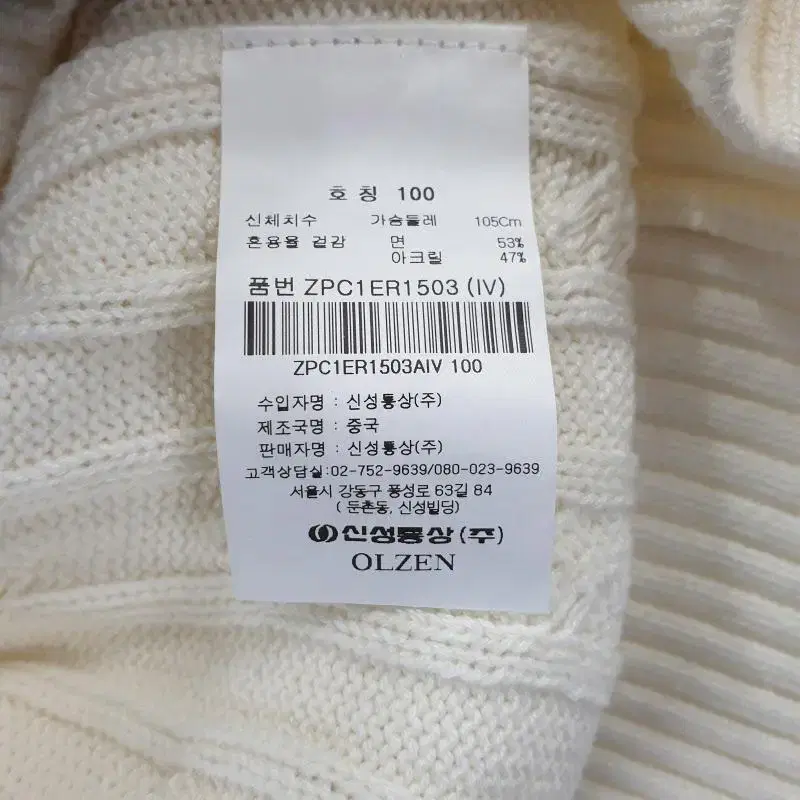 호칭 100
신체치수 가슴둘레 105Cm
혼용율 겉감 면 53%
아크릴 47%
품번 ZPC1ER1503 (IV)
ZPC1ER1503AIV 100
수입자명 : 신성통상(주)
제조국명 : 중국
판매자명 : 신성통상(주)
고객상담실:02-752-9639/080-023-9639
서울시 강동구 풍성로 63길 84
( 둔촌동, 신성빌딩)
신성통상(주)
OLZEN